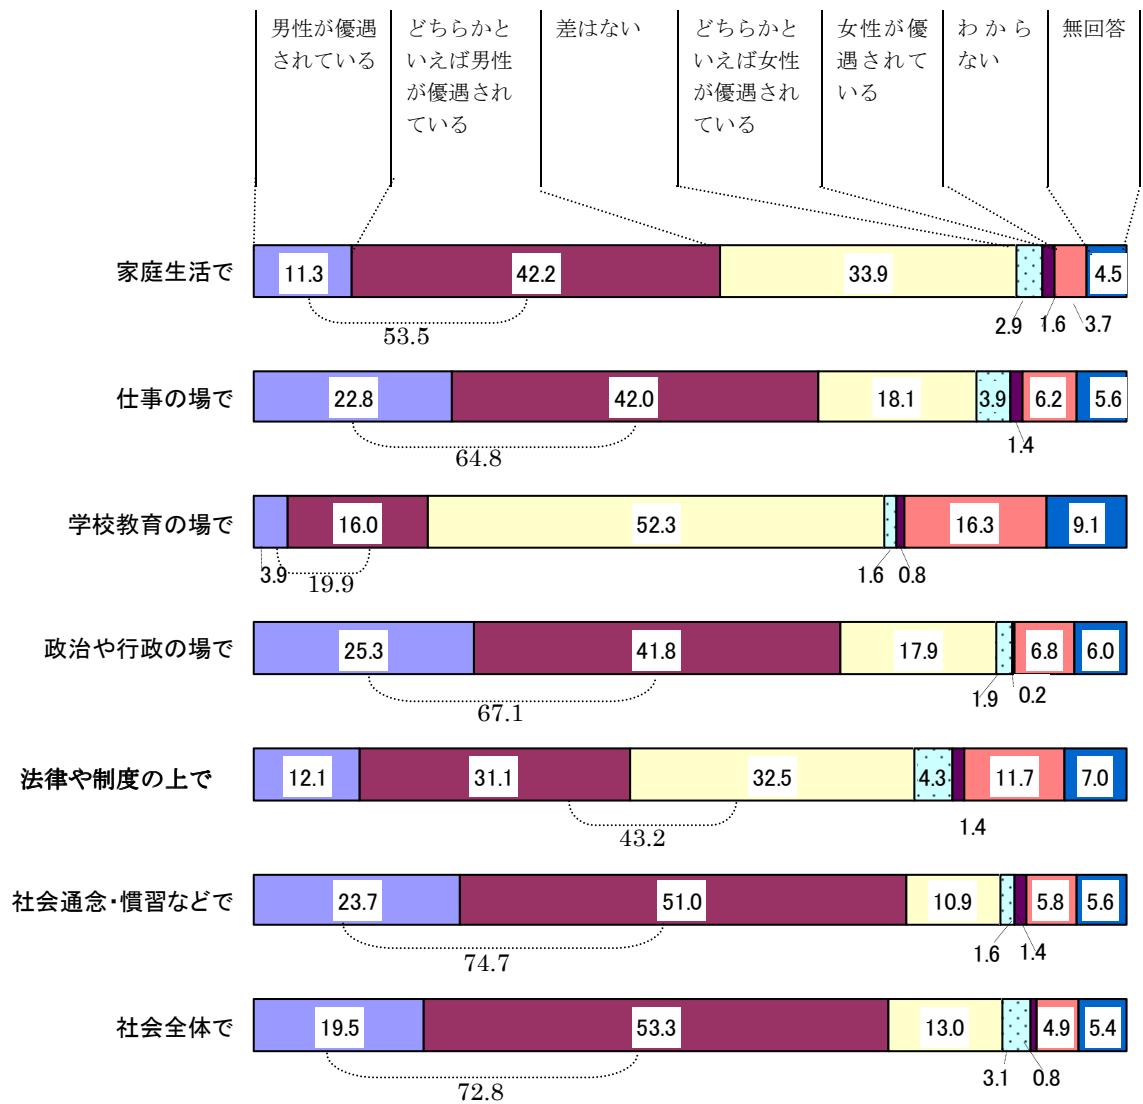 男性が優遇
されている
どちらかと
いえば男性
が優遇され
ている
差はない
どちらかと
いえば女性
が優遇され
ている
女性が優
遇されて
いる
わから
ない
無回答
家庭生活で
11.3
42.2
33.9
4.5
53.5
2.9
1.6
3.7
仕事の場で
22.8
42.0
18.1
3.9
6.2
5.6
64.8
1.4
学校教育の場で
16.0
52.3
16.3
9.1
3.9
19.9
1.6
0.8
政治や行政の場で
25.3
41.8
17.9
6.8
6.0
67.1
1.9
0.2
法律や制度の上で
12.1
31.1
32.5
4.3
11.7
7.0
43.2
1.4
社会通念・慣習などで
23.7
51.0
10.9
5.8
5.6
74.7
1.6
1.4
社会全体で
19.5
53.3
13.0
4.9
5.4
72.8
3.1
0.8